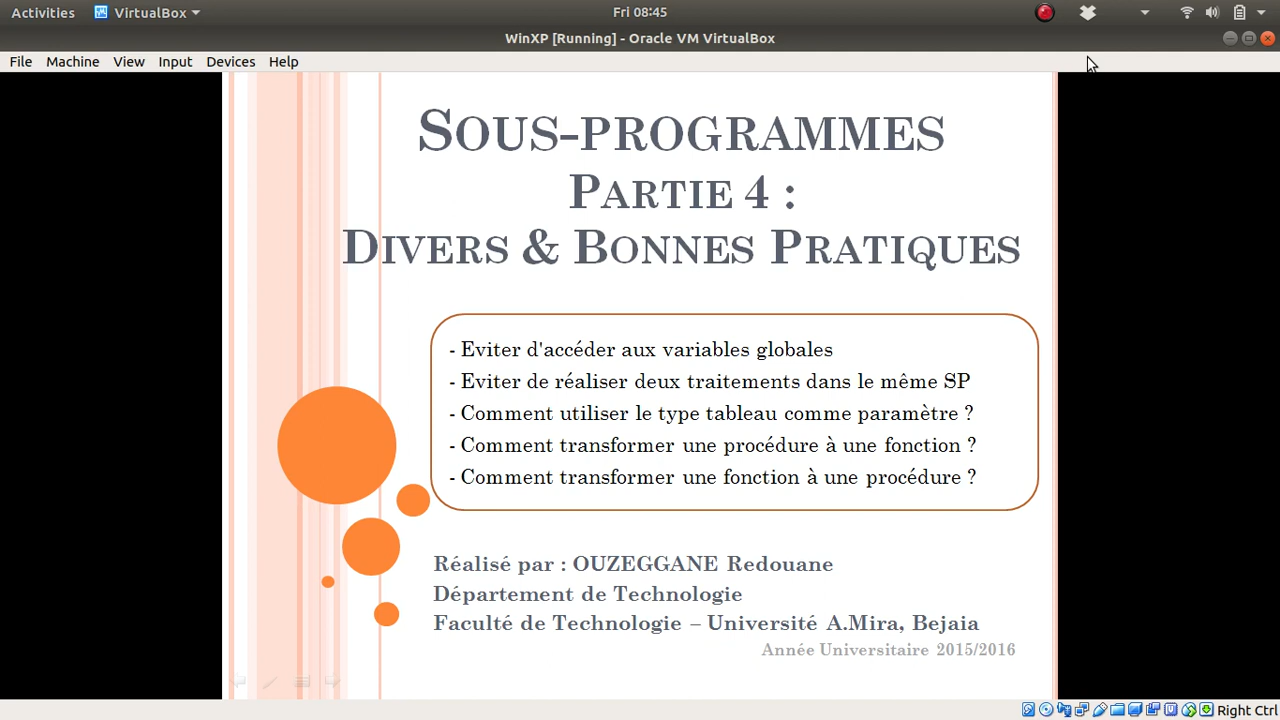 Activities VirtualBox Fri 08:45
WinXP [Running] - Oracle VM VirtualBox
File Machine View Input Devices Help
SOUS-PROGRAMMES
PARTIE 4 :
DIVERS & BONNES PRATIQUES
- Eviter d'accéder aux variables globales
- Eviter de réaliser deux traitements dans le même SP
- Comment utiliser le type tableau comme paramètre ?
- Comment transformer une procédure à une fonction ?
- Comment transformer une fonction à une procédure ?
Réalisé par : OUZEGGANE Redouane
Département de Technologie
Faculté de Technologie – Université A.Mira, Bejaia
Année Universitaire 2015/2016
Right Ctrl